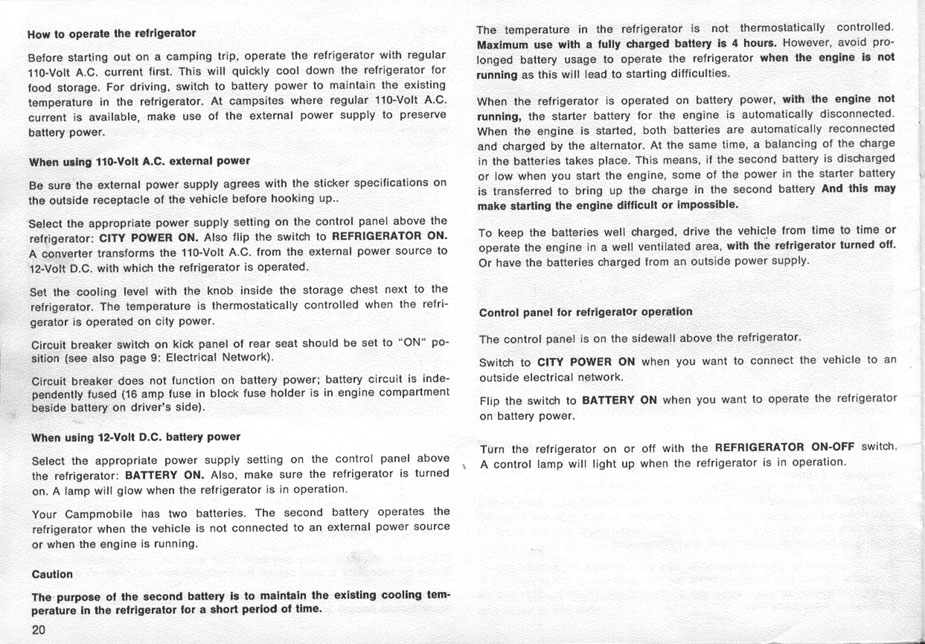 How to operate the refrigerator
Before starting out on a camping trip, operate the refrigerator with regular
110-Volt A.C. current first. This will quickly cool down the refrigerator for
food storage. For driving, switch to battery power to maintain the existing
temperature in the refrigerator. At campsites where regular 110-Volt A.C.
current is available, make use of the external power supply to preserve
battery power.
When using 110-Volt A.C. external power
Be sure the external power supply agrees with the sticker specifications on
the outside receptacle of the vehicle before hooking up..
Select the appropriate power supply setting on the control panel above the
refrigerator: CITY POWER ON. Also flip the switch to REFRIGERATOR ON.
A converter transforms the 110-Volt A.C. from the external power source to
12-Volt D.C. with which the refrigerator is operated.
Set the cooling level with the knob inside the storage chest next to the
refrigerator. The temperature is thermostatically controlled when the refri-
gerator is operated on city power.
Circuit breaker switch on kick panel of rear seat should be set to "ON" po-
sition (see also page 9: Electrical Network).
Circuit breaker does not function on battery power; battery circuit is inde-
pendently fused (16 amp fuse in block fuse holder is in engine compartment
beside battery on driver's side).
When using 12-Volt D.C. battery power
Select the appropriate power supply setting on the control panel above
the refrigerator: BATTERY ON. Also, make sure the refrigerator is turned
on. A lamp will glow when the refrigerator is in operation.
Your Campmobile has two batteries. The second battery operates the
refrigerator when the vehicle is not connected to an external power source
or when the engine is running.
Caution
The purpose of the second battery is to maintain the existing cooling tem-
perature in the refrigerator for a short period of time.
20
The temperature in the refrigerator is not thermostatically controlled.
Maximum use with a fully charged battery is 4 hours. However, avoid pro-
longed battery usage to operate the refrigerator when the engine is not
running as this will lead to starting difficulties.
When the refrigerator is operated on battery power, with the engine not
running, the starter battery for the engine is automatically disconnected.
When the engine is started, both batteries are automatically reconnected
and charged by the alternator. At the same time, a balancing of the charge
in the batteries takes place. This means, if the second battery is discharged
or low when you start the engine, some of the power in the starter battery
is transferred to bring up the charge in the second battery And this may
make starting the engine difficult or impossible.
To keep the batteries well charged, drive the vehicle from time to time or
operate the engine in a well ventilated area, with the refrigerator turned off.
Or have the batteries charged from an outside power supply.
Control panel for refrigerator operation
The control panel is on the sidewall above the refrigerator.
Switch to CITY POWER ON when you want to connect the vehicle to an
outside electrical network.
Flip the switch to BATTERY ON when you want to operate the refrigerator
on battery power.
Turn the refrigerator on or off with the REFRIGERATOR ON-OFF switch.
A control lamp will light up when the refrigerator is in operation.